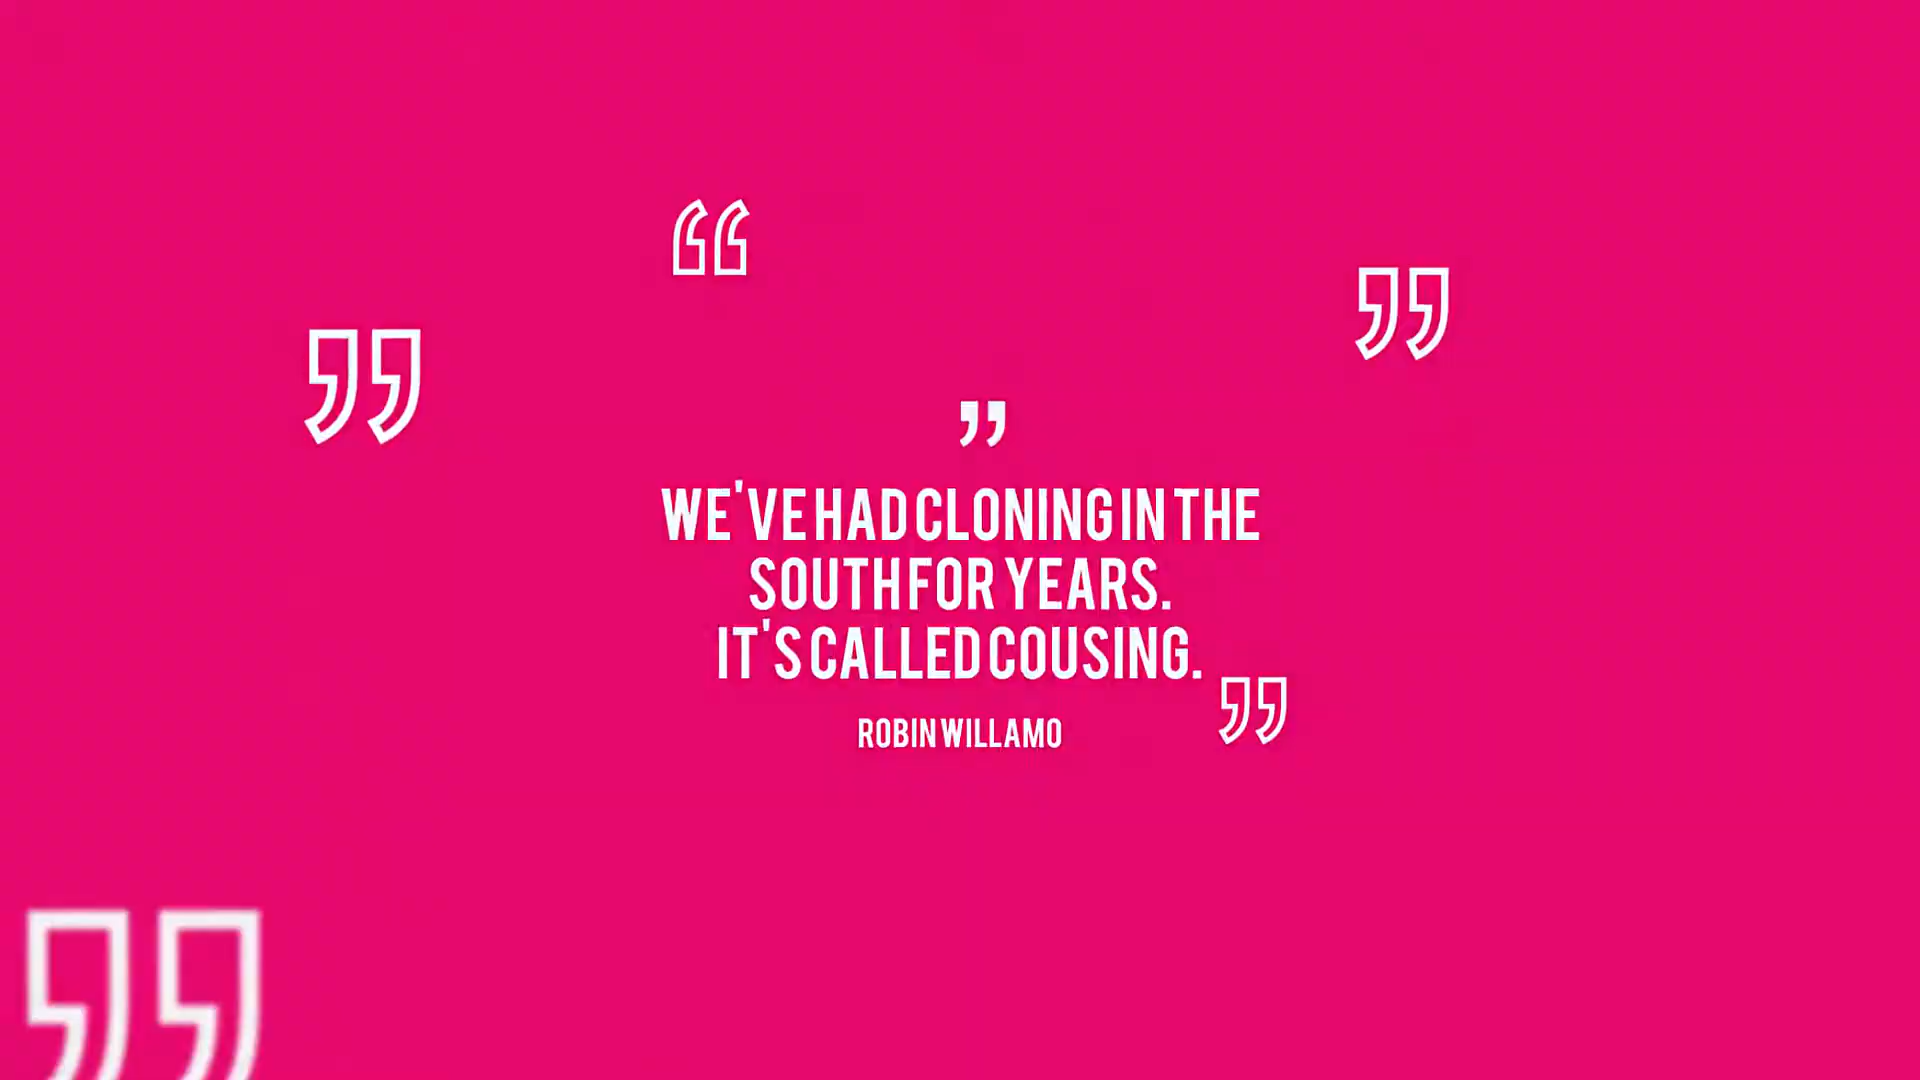 WE'VE HAD CLONING IN THE
SOUTH FOR YEARS.
IT'S CALLED COUSING.
ROBIN WILLAMO